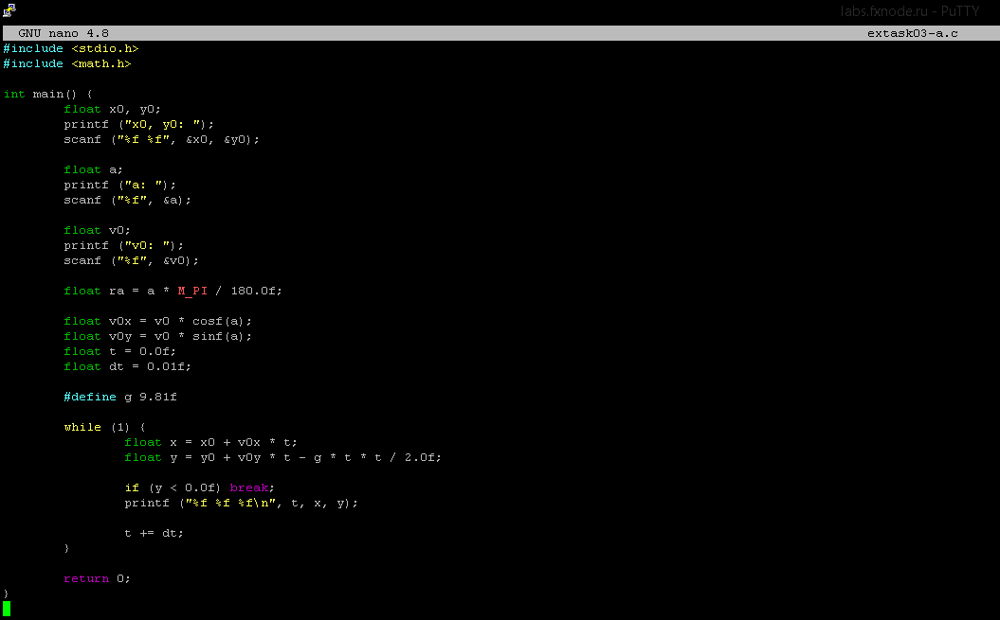 labs.fxnode.ru - PuTTY
GNU nano 4.8 extask03-a.c
#include <stdio.h>
#include <math.h>
int main() {
float x0, y0;
printf ("x0, y0: ");
scanf ("%f %f", &x0, &y0);
float a;
printf ("a: ");
scanf ("%f", &a);
float v0;
printf ("v0: ");
scanf ("%f", &v0);
float ra = a * M_PI / 180.0f;
float v0x = v0 * cosf(a);
float v0y = v0 * sinf(a);
float t = 0.0f;
float dt = 0.01f;
#define g 9.81f
while (1) {
float x = x0 + v0x * t;
float y = y0 + v0y * t - g * t * t / 2.0f;
if (y < 0.0f) break;
printf ("%f %f %f\n", t, x, y);
t += dt;
}
return 0;
}